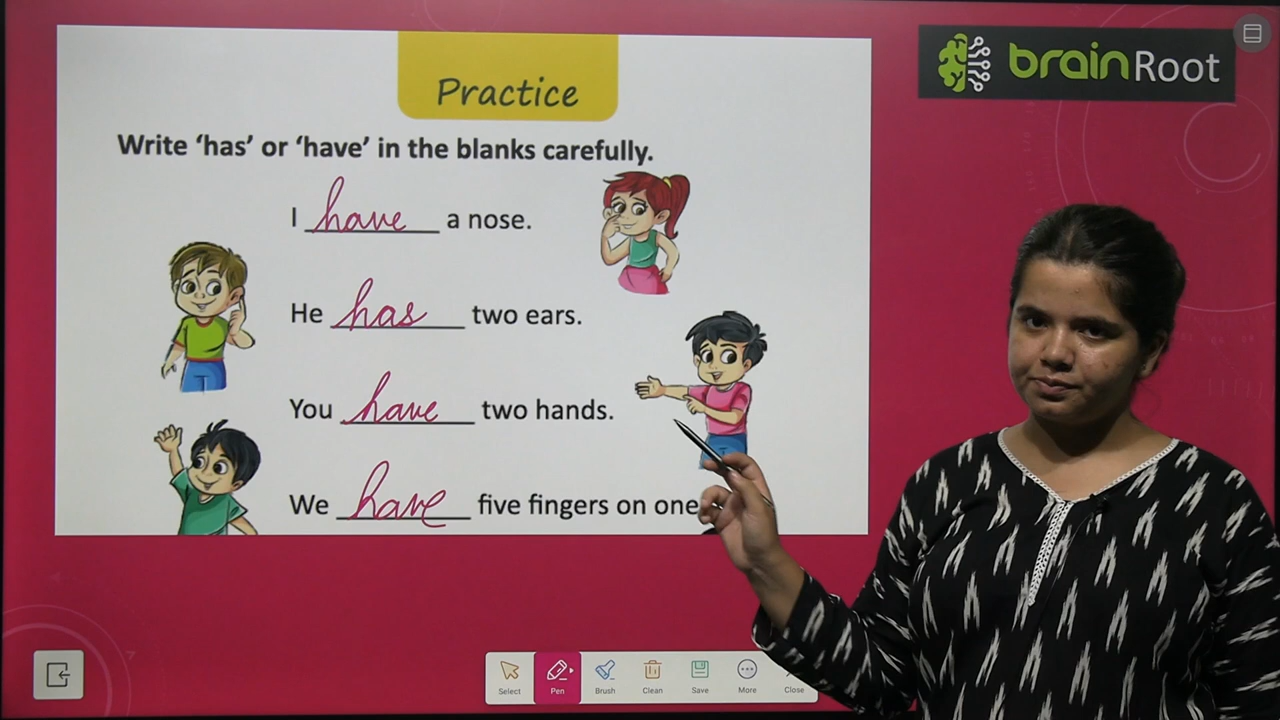 brainRoot
Practice
Write ‘has’ or ‘have’ in the blanks carefully.
I have a nose.
He has two ears.
You have two hands.
We have five fingers on one
Select Pen Brush Clean Save More Close